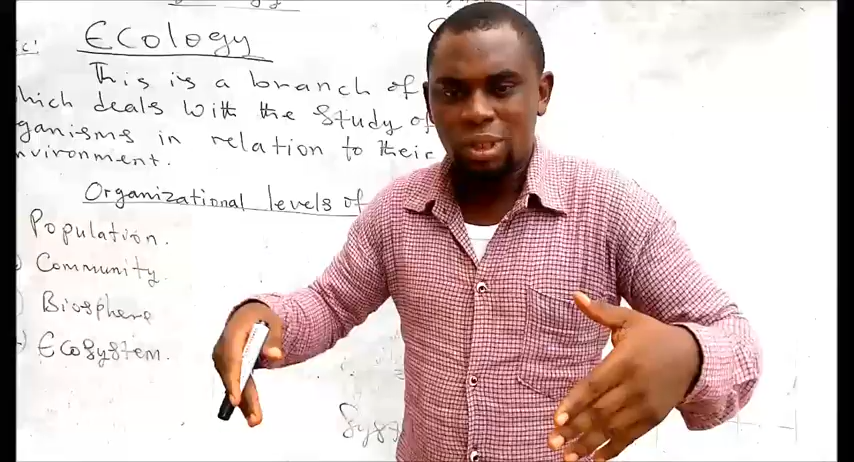 Ecology
This is a branch of
which deals with the study of
organisms in relation to their
environment.
Organizational levels of
Population.
Community.
Biosphere
Ecosystem.